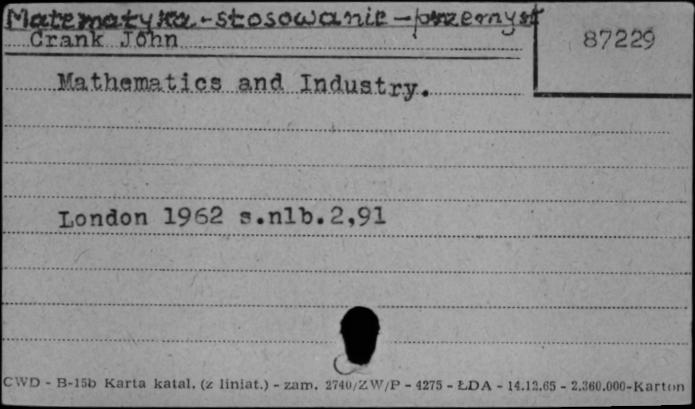 Matematyka - stosowanie - przemysł
Crank John
87229
Mathematics and Industry.
London 1962 s.nlb.2,91
CWD - B-15b Karta katal. (z liniat.) - zam. 2740/ZW/P - 4275 - ŁDA - 14.12.65 - 2.360.000-Karton